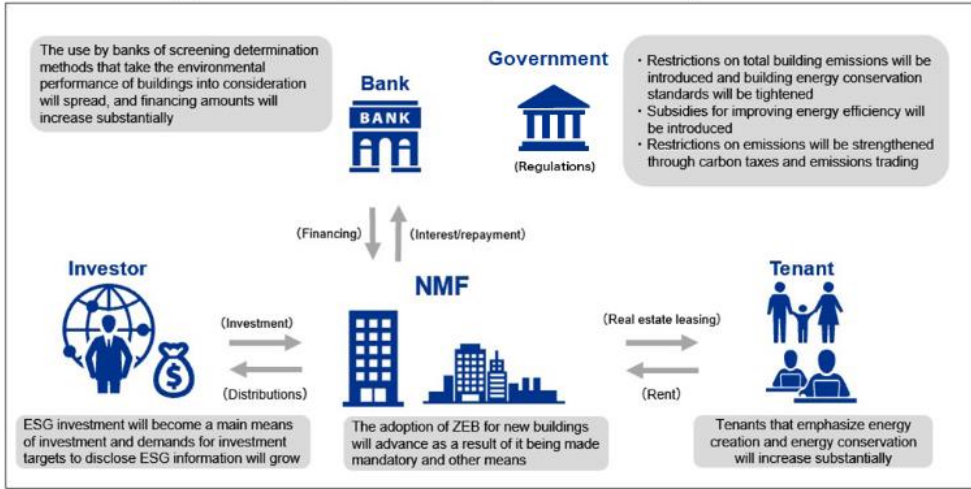 The use by banks of screening determination
methods that take the environmental
performance of buildings into consideration
will spread, and financing amounts will
increase substantially
Bank
BANK
Government
(Regulations)
・Restrictions on total building emissions will be
introduced and building energy conservation
standards will be tightened
・Subsidies for improving energy efficiency will
be introduced
・Restrictions on emissions will be strengthened
through carbon taxes and emissions trading
(Financing)
(Interest/repayment)
Investor
NMF
Tenant
(Investment)
(Distributions)
(Real estate leasing)
(Rent)
$
ESG investment will become a main means
of investment and demands for investment
targets to disclose ESG information will grow
The adoption of ZEB for new buildings
will advance as a result of it being made
mandatory and other means
Tenants that emphasize energy
creation and energy conservation
will increase substantially